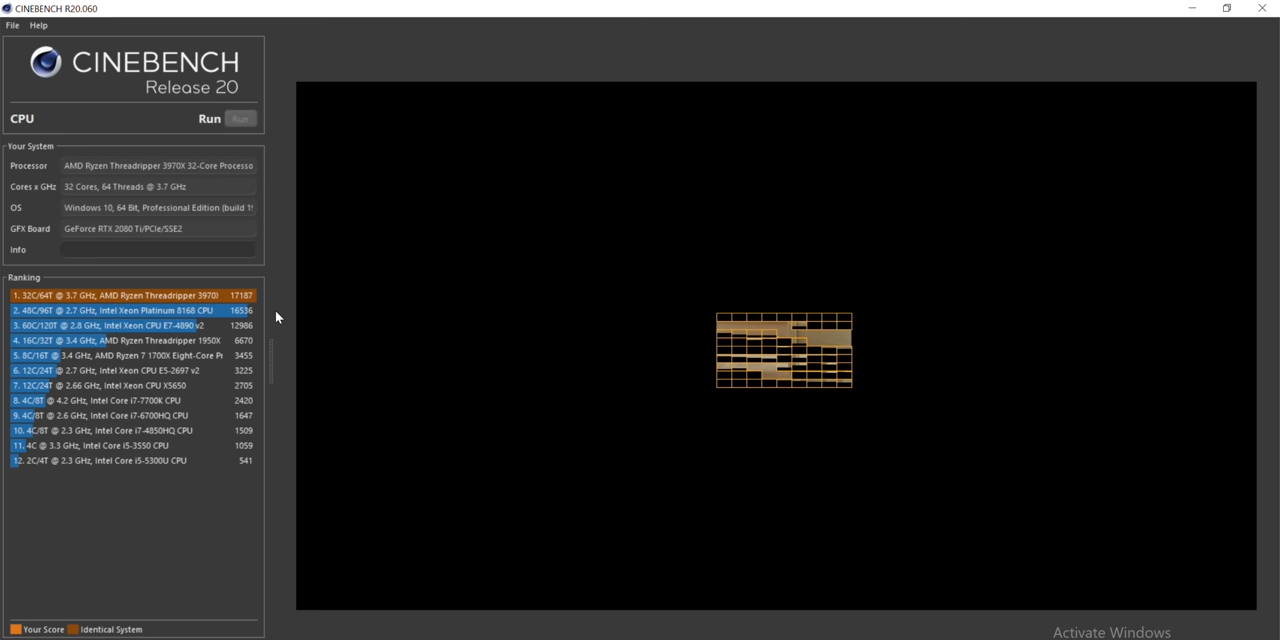 CINEBENCH R20.060
File Help
CINEBENCH
Release 20
CPU Run Run
Your System
Processor AMD Ryzen Threadripper 3970X 32-Core Processo
Cores x GHz 32 Cores, 64 Threads @ 3.7 GHz
OS Windows 10, 64 Bit, Professional Edition (build 1
GFX Board GeForce RTX 2080 Ti/PCIe/SSE2
Info
Ranking
1. 32C/64T @ 3.7 GHz, AMD Ryzen Threadripper 3970X 17187
2. 48C/96T @ 2.7 GHz, Intel Xeon Platinum 8168 CPU 16536
3. 60C/120T @ 2.8 GHz, Intel Xeon CPU E7-4890 v2 12986
4. 16C/32T @ 3.4 GHz, AMD Ryzen Threadripper 1950X 6670
5. 8C/16T @ 3.4 GHz, AMD Ryzen 7 1700X Eight-Core Pr 3455
6. 12C/24T @ 2.7 GHz, Intel Xeon CPU E5-2697 v2 3225
7. 12C/24T @ 2.66 GHz, Intel Xeon CPU X5650 2705
8. 4C/8T @ 4.2 GHz, Intel Core i7-7700K CPU 2420
9. 4C/8T @ 2.6 GHz, Intel Core i7-6700HQ CPU 1647
10. 4C/8T @ 2.3 GHz, Intel Core i7-4850HQ CPU 1509
11. 4C @ 3.3 GHz, Intel Core i5-3550 CPU 1059
12. 2C/4T @ 2.3 GHz, Intel Core i5-5300U CPU 541
Your Score Identical System
Activate Windows